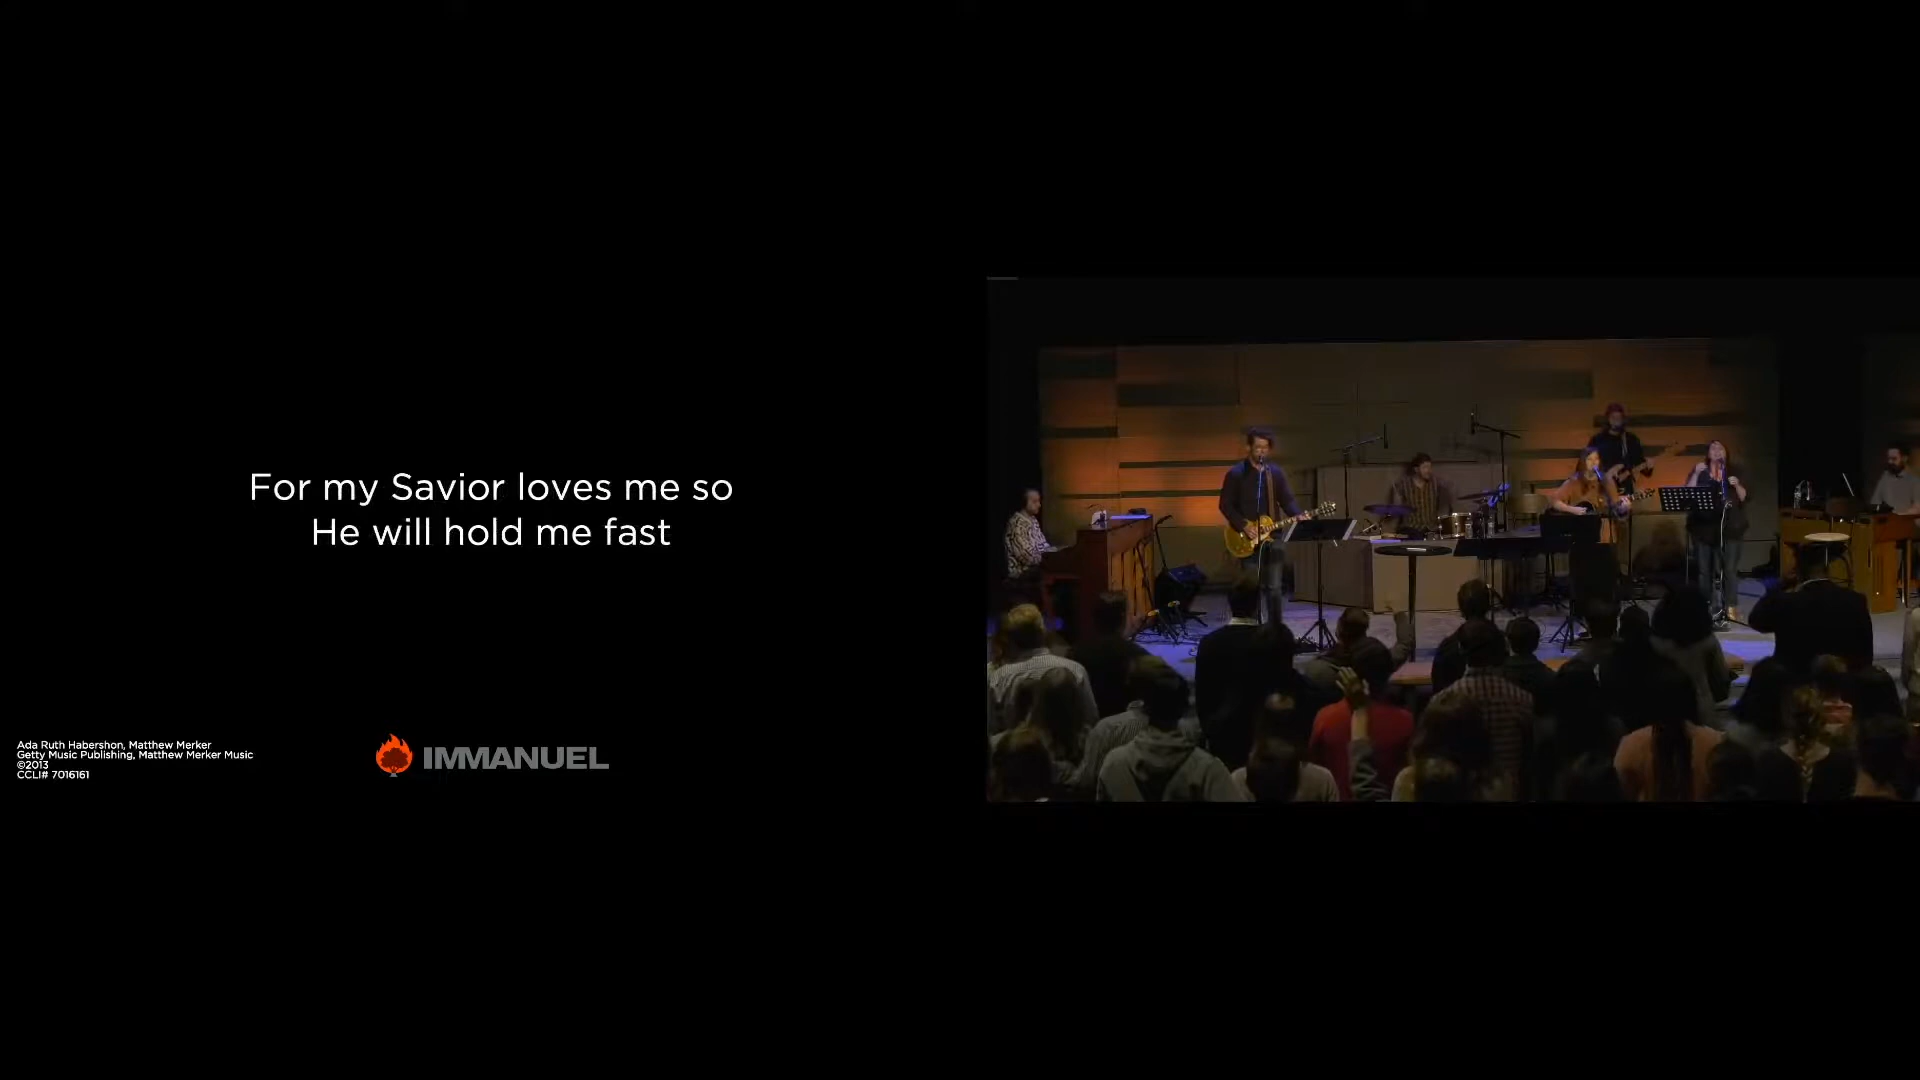 For my Savior loves me so
He will hold me fast
Ada Ruth Habershon, Matthew Merker
Getty Music Publishing, Matthew Merker Music
©2013
CCLI# 7016161
IMMANUEL